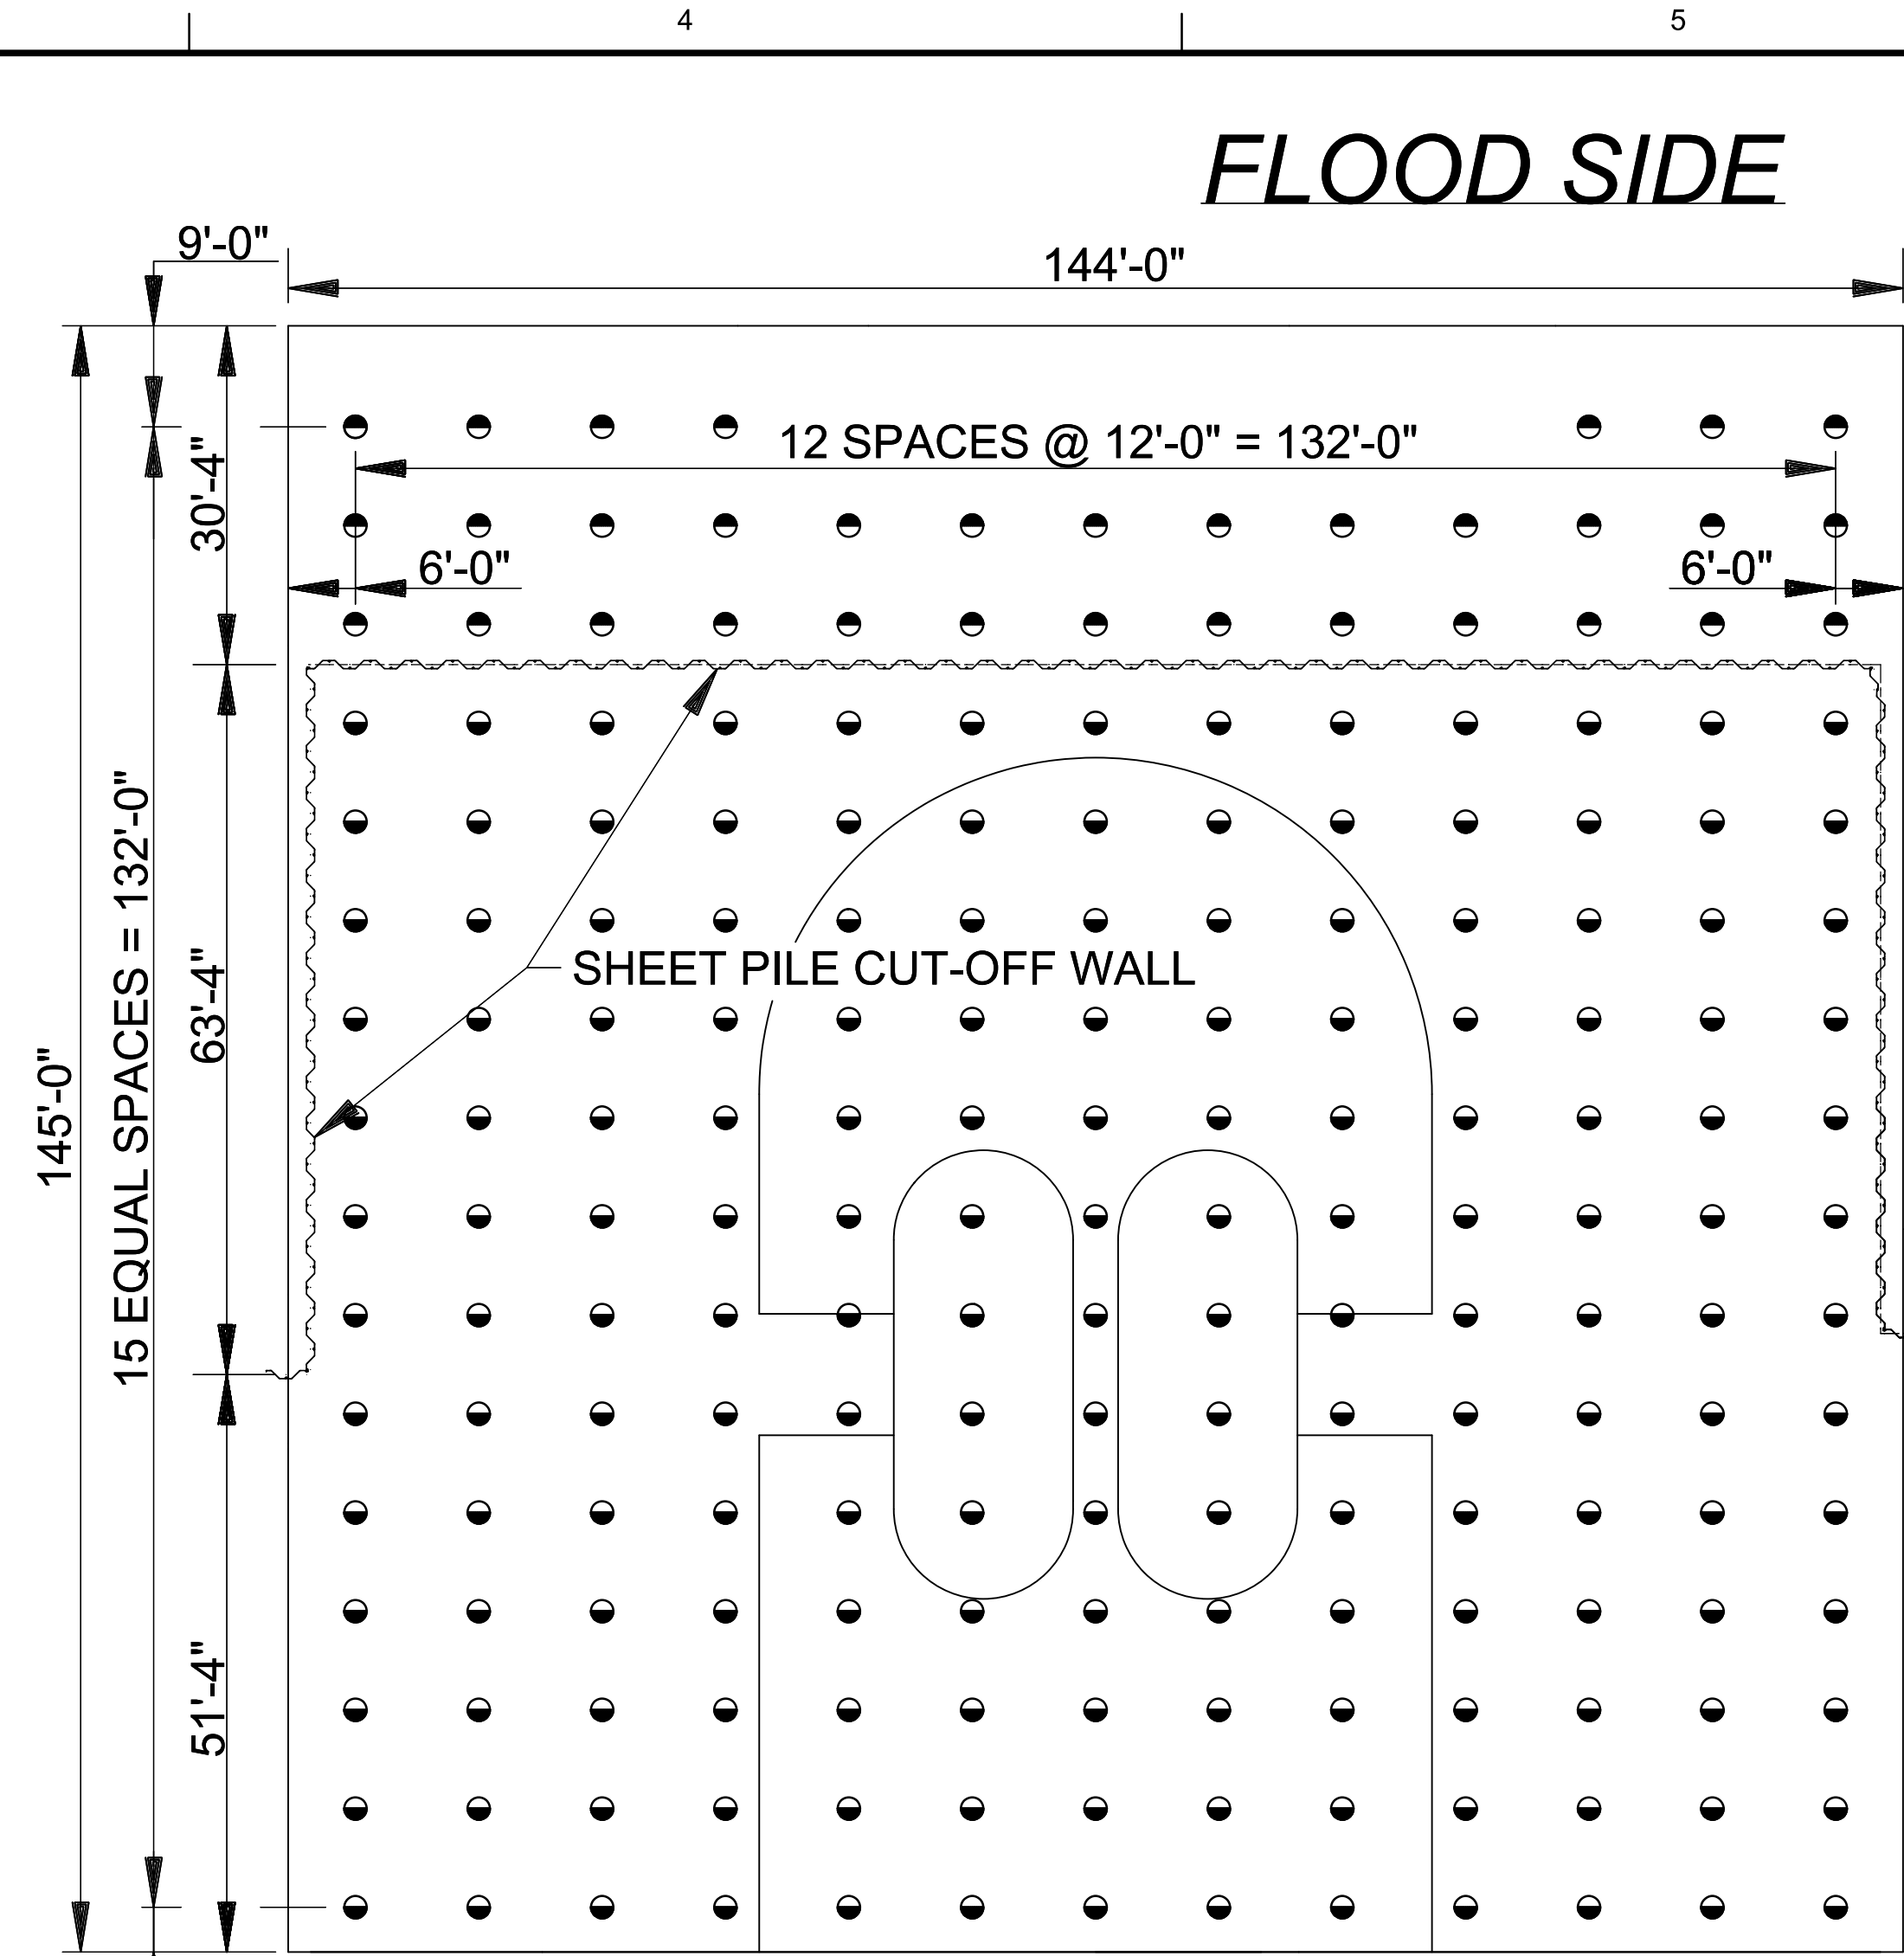 4
5
FLOOD SIDE
9'-0"
144'-0"
12 SPACES @ 12'-0" = 132'-0"
30'-4"
6'-0"
6'-0"
15 EQUAL SPACES = 132'-0"
63'-4"
SHEET PILE CUT-OFF WALL
145'-0"
51'-4"